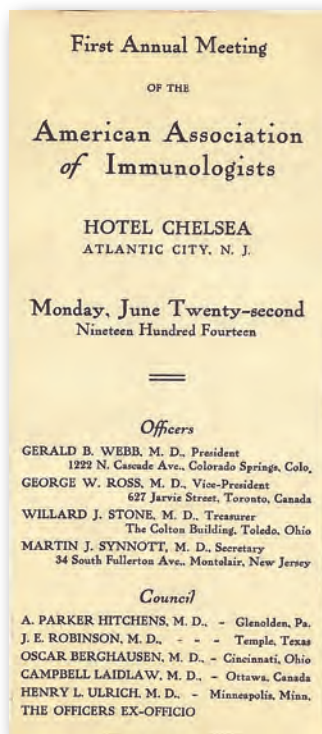 First Annual Meeting
OF THE
American Association
of Immunologists
HOTEL CHELSEA
ATLANTIC CITY, N. J.
Monday, June Twenty-second
Nineteen Hundred Fourteen
Officers
GERALD B. WEBB, M. D., President
1222 N. Cascade Ave., Colorado Springs, Colo.
GEORGE W. ROSS, M. D., Vice-President
627 Jarvie Street, Toronto, Canada
WILLARD J. STONE, M. D., Treasurer
The Colton Building, Toledo, Ohio
MARTIN J. SYNNOTT, M. D., Secretary
34 South Fullerton Ave., Montclair, New Jersey
Council
A. PARKER HITCHENS, M. D., - Glenolden, Pa.
J. E. ROBINSON, M. D., - - - Temple, Texas
OSCAR BERGHAUSEN, M. D., - Cincinnati, Ohio
CAMPBELL LAIDLAW, M. D., - Ottawa, Canada
HENRY L. ULRICH, M. D., - Minneapolis, Minn.
THE OFFICERS EX-OFFICIO